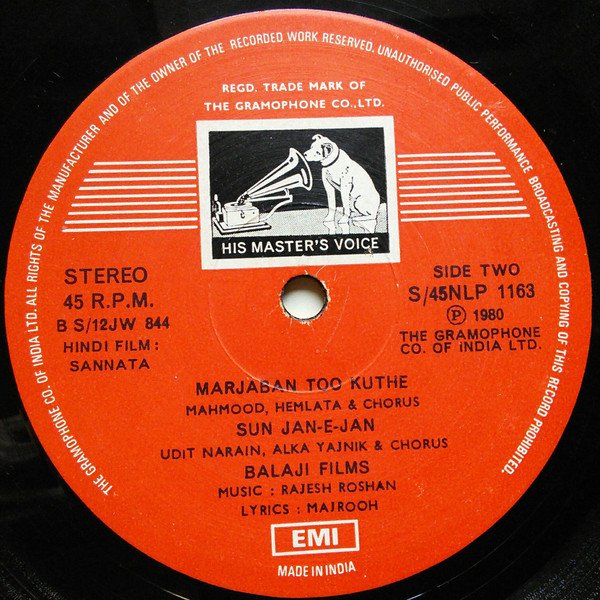 THE GRAMOPHONE CO. OF INDIA LTD. ALL RIGHTS OF THE MANUFACTURER AND OF THE OWNER OF THE RECORDED WORK RESERVED. UNAUTHORISED PUBLIC PERFORMANCE BROADCASTING AND COPYING OF THIS RECORD PROHIBITED.
REGD. TRADE MARK OF
THE GRAMOPHONE CO., LTD.
HIS MASTER'S VOICE
STEREO
45 R.P.M.
B S/12JW 844
HINDI FILM :
SANNATA
SIDE TWO
S/45NLP 1163
Ⓟ 1980
THE GRAMOPHONE
CO. OF INDIA LTD.
MARJABAN TOO KUTHE
MAHMOOD, HEMLATA & CHORUS
SUN JAN-E-JAN
UDIT NARAIN, ALKA YAJNIK & CHORUS
BALAJI FILMS
MUSIC : RAJESH ROSHAN
LYRICS : MAJROOH
EMI
MADE IN INDIA